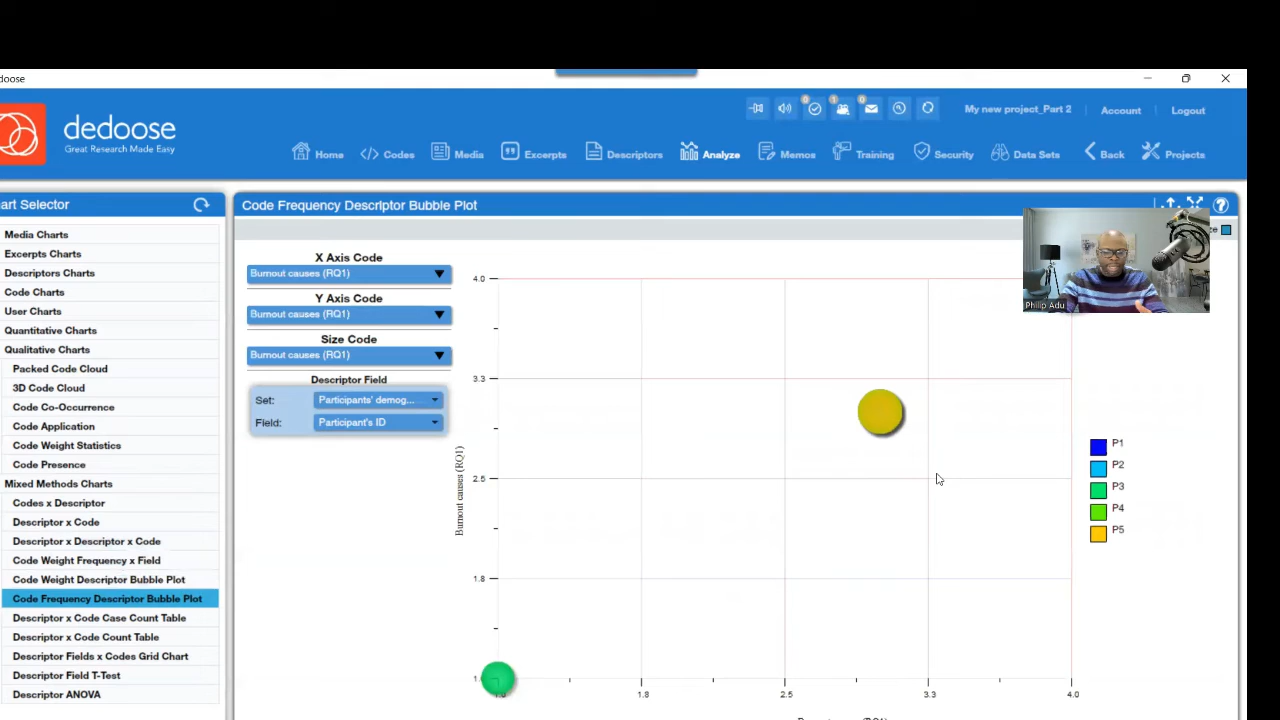 doose
dedoose
Great Research Made Easy
0
1
0
My new project_Part 2
Account
Logout
Home
Codes
Media
Excerpts
Descriptors
Analyze
Memos
Training
Security
Data Sets
Back
Projects
art Selector
Media Charts
Excerpts Charts
Descriptors Charts
Code Charts
User Charts
Quantitative Charts
Qualitative Charts
Packed Code Cloud
3D Code Cloud
Code Co-Occurrence
Code Application
Code Weight Statistics
Code Presence
Mixed Methods Charts
Codes x Descriptor
Descriptor x Code
Descriptor x Descriptor x Code
Code Weight Frequency x Field
Code Weight Descriptor Bubble Plot
Code Frequency Descriptor Bubble Plot
Descriptor x Code Case Count Table
Descriptor x Code Count Table
Descriptor Fields x Codes Grid Chart
Descriptor Field T-Test
Descriptor ANOVA
Code Frequency Descriptor Bubble Plot
X Axis Code
Burnout causes (RQ1)
Y Axis Code
Burnout causes (RQ1)
Size Code
Burnout causes (RQ1)
Descriptor Field
Set: Participants' demog...
Field: Participant's ID
Burnout causes (RQ1)
4.0
3.3
2.5
1.8
1.8
2.5
3.3
4.0
Philip Adu
P1
P2
P3
P4
P5